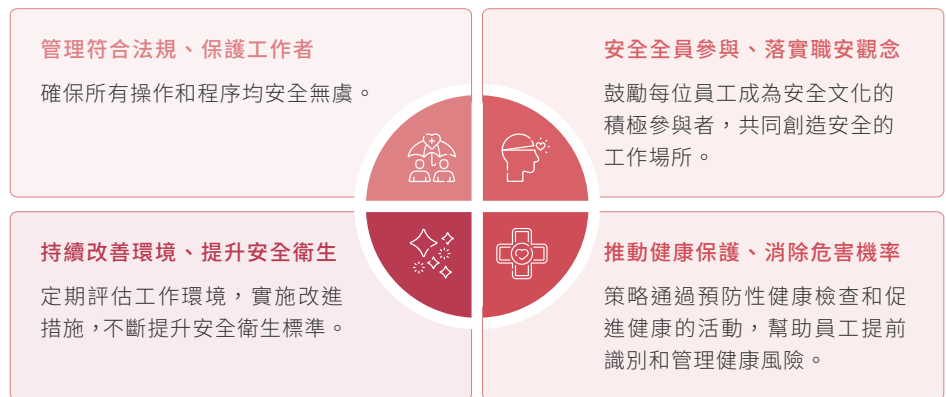 管理符合法規、保護工作者
確保所有操作和程序均安全無虞。
安全全員參與、落實職安觀念
鼓勵每位員工成為安全文化的
積極參與者，共同創造安全的
工作場所。
持續改善環境、提升安全衛生
定期評估工作環境，實施改進
措施，不斷提升安全衛生標準。
推動健康保護、消除危害機率
策略通過預防性健康檢查和促
進健康的活動，幫助員工提前
識別和管理健康風險。